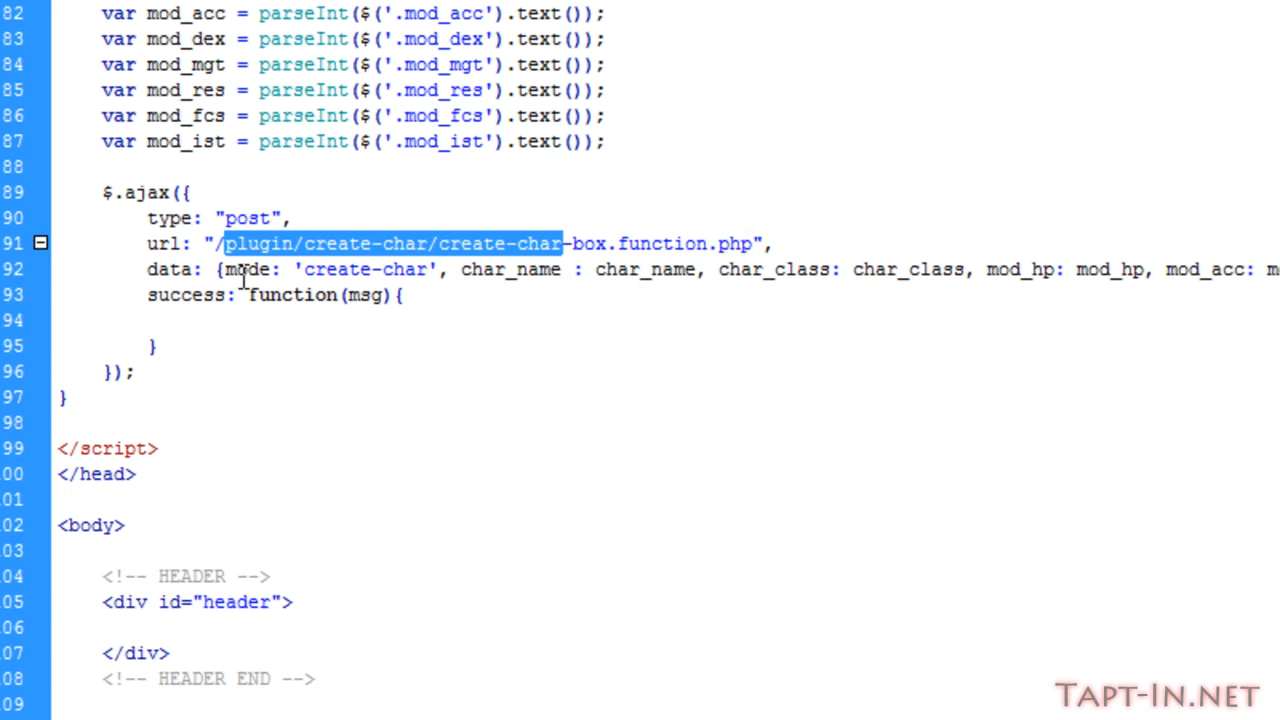 82 var mod_acc = parseInt($('.mod_acc').text());
83 var mod_dex = parseInt($('.mod_dex').text());
84 var mod_mgt = parseInt($('.mod_mgt').text());
85 var mod_res = parseInt($('.mod_res').text());
86 var mod_fcs = parseInt($('.mod_fcs').text());
87 var mod_ist = parseInt($('.mod_ist').text());
88
89 $.ajax({
90 type: "post",
91 url: "/plugin/create-char/create-char-box.function.php",
92 data: {mode: 'create-char', char_name : char_name, char_class: char_class, mod_hp: mod_hp, mod_acc: m
93 success: function(msg){
94
95 }
96 });
97 }
98
99 </script>
00 </head>
01
02 <body>
03
04 <!-- HEADER -->
05 <div id="header">
06
07 </div>
08 <!-- HEADER END -->
09
Tapt-In.net